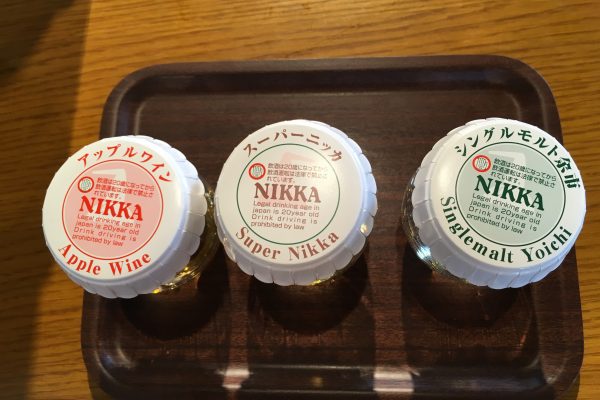 アップルワイン
飲酒は20歳になってから
飲酒運転は法律で禁止さ
れています。
NIKKA
Legal drinking age in
japan is 20year old
Drink driving is
prohibited by law
Apple Wine
スーパーニッカ
飲酒は20歳になってから
飲酒運転は法律で禁止さ
れています。
NIKKA
Legal drinking age in
japan is 20year old
Drink driving is
prohibited by law
Super Nikka
シングルモルト余市
飲酒は20歳になってから
飲酒運転は法律で禁止さ
れています。
NIKKA
Legal drinking age in
japan is 20year old
Drink driving is
prohibited by law
Singlemalt Yoichi